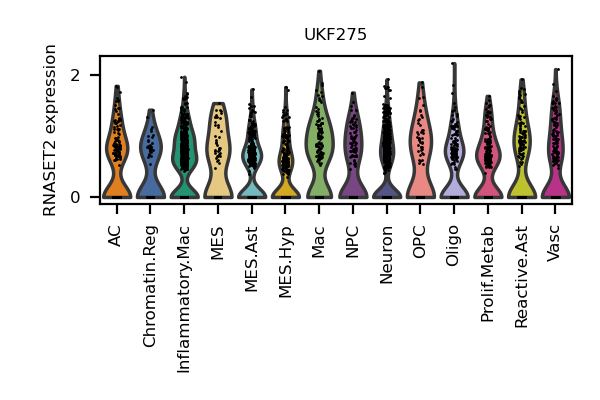 UKF275
RNASET2 expression
2
0
AC
Chromatin.Reg
Inflammatory.Mac
MES
MES.Ast
MES.Hyp
Mac
NPC
Neuron
OPC
Oligo
Prolif.Metab
Reactive.Ast
Vasc